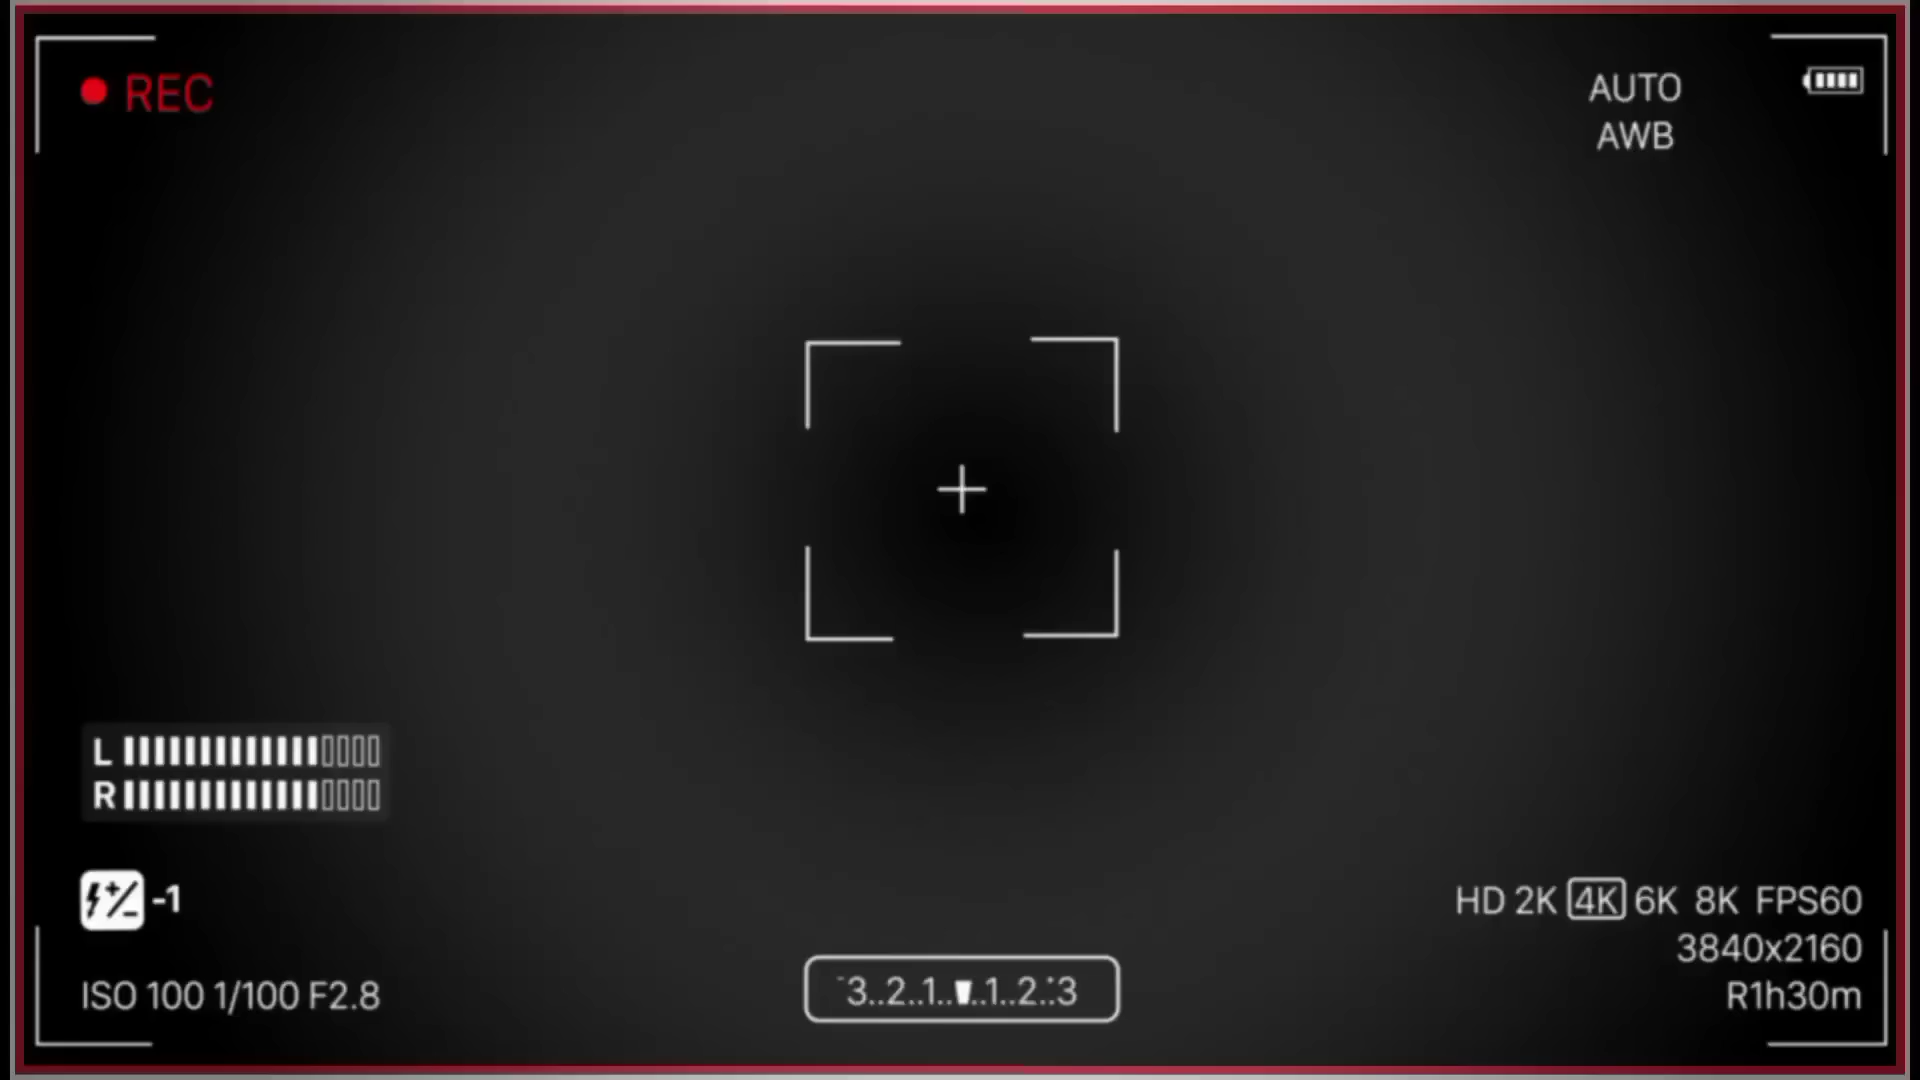 REC
AUTO
AWB
L
R
-1
HD 2K 4K 6K 8K FPS60
3840x2160
ISO 100 1/100 F2.8
-3..2..1....1..2..:3
R1h30m